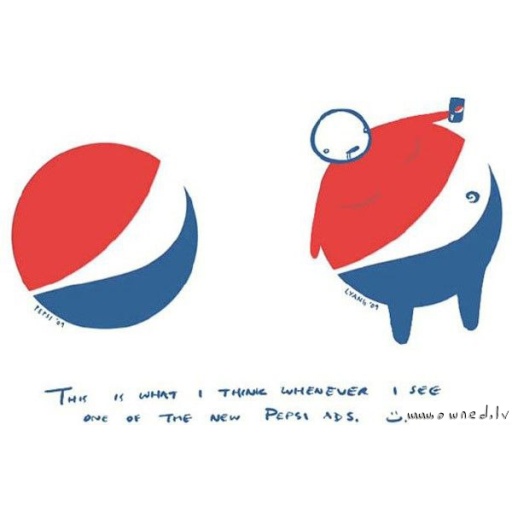 PEPSI '09
LYANG '09
THIS IS WHAT I THINK WHENEVER I SEE
ONE OF THE NEW PEPSI ADS. :)
www.owned.lv